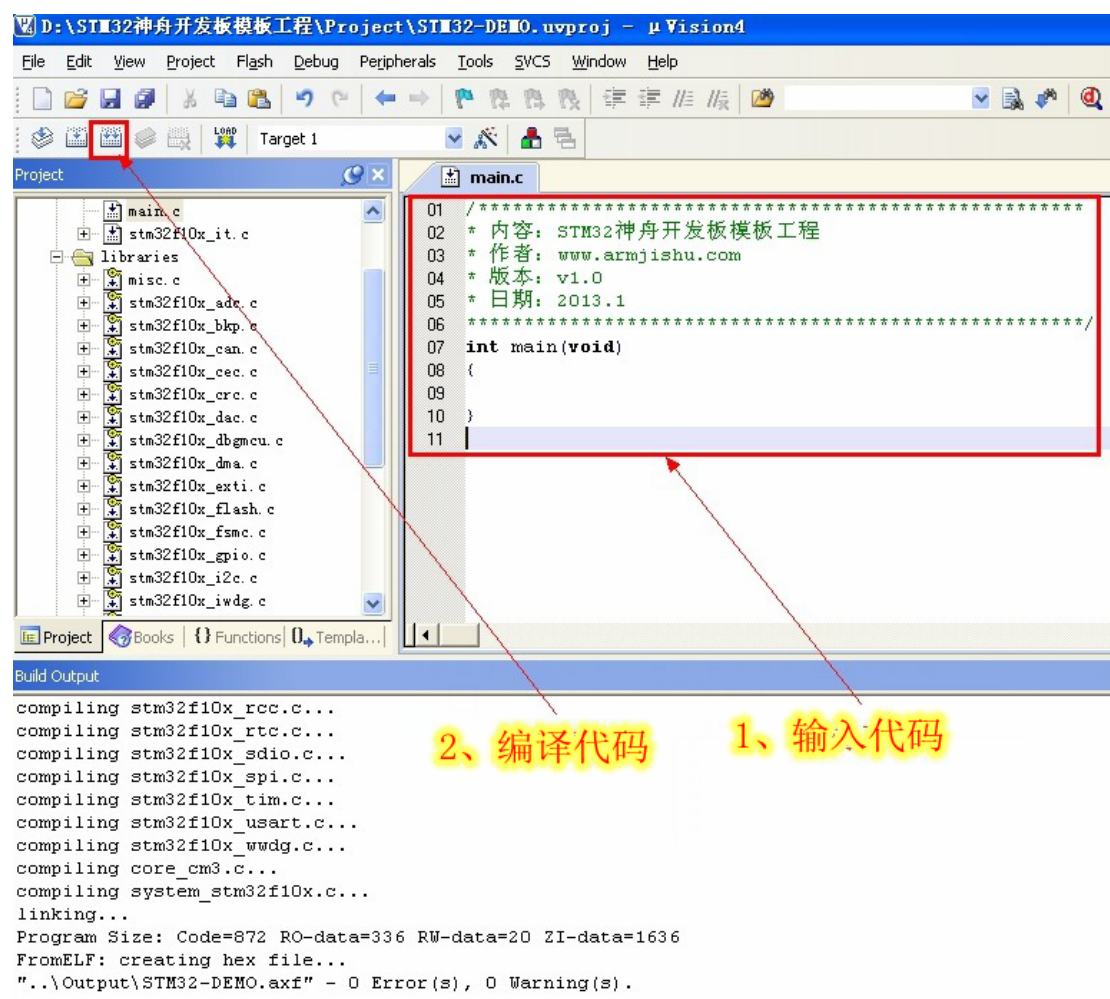 D:\STM32神舟开发板模板工程\Project\STM32-DEMO.uvproj - µVision4
File Edit View Project Flash Debug Peripherals Tools SVCS Window Help
LOAD Target 1
Project
main.c
main.c
stm32f10x_it.c
libraries
misc.c
stm32f10x_adc.c
stm32f10x_bkp.c
stm32f10x_can.c
stm32f10x_cec.c
stm32f10x_crc.c
stm32f10x_dac.c
stm32f10x_dbgmcu.c
stm32f10x_dma.c
stm32f10x_exti.c
stm32f10x_flash.c
stm32f10x_fsmc.c
stm32f10x_gpio.c
stm32f10x_i2c.c
stm32f10x_iwdg.c
Project Books {} Functions 0 Templa...
01 /*****************************************************
02 * 内容：STM32神舟开发板模板工程
03 * 作者：www.armjishu.com
04 * 版本：v1.0
05 * 日期：2013.1
06 ******************************************************/
07 int main(void)
08 {
09
10 }
11
Build Output
compiling stm32f10x_rcc.c...
compiling stm32f10x_rtc.c...
compiling stm32f10x_sdio.c...
compiling stm32f10x_spi.c...
compiling stm32f10x_tim.c...
compiling stm32f10x_usart.c...
compiling stm32f10x_wwdg.c...
compiling core_cm3.c...
compiling system_stm32f10x.c...
linking...
Program Size: Code=872 RO-data=336 RW-data=20 ZI-data=1636
FromELF: creating hex file...
"..\Output\STM32-DEMO.axf" - 0 Error(s), 0 Warning(s).
1、输入代码
2、编译代码